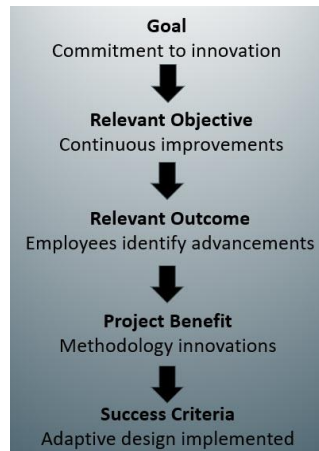 Goal
Commitment to innovation
Relevant Objective
Continuous improvements
Relevant Outcome
Employees identify advancements
Project Benefit
Methodology innovations
Success Criteria
Adaptive design implemented